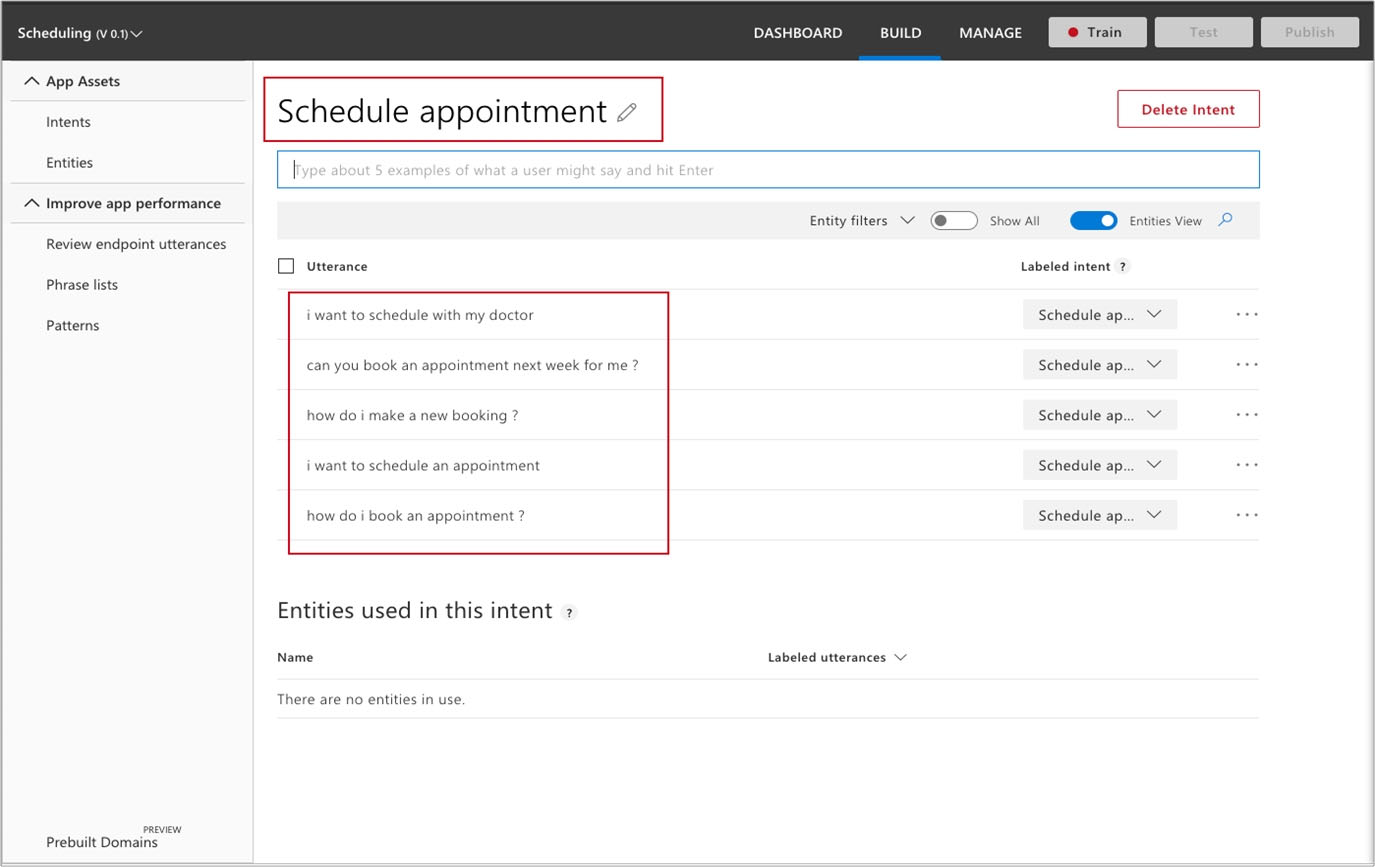 Scheduling (V 0.1)
DASHBOARD
BUILD
MANAGE
Train
Test
Publish
App Assets
Intents
Entities
Improve app performance
Review endpoint utterances
Phrase lists
Patterns
PREVIEW
Prebuilt Domains
Schedule appointment
Delete Intent
Type about 5 examples of what a user might say and hit Enter
Entity filters
Show All
Entities View
Utterance
Labeled intent ?
i want to schedule with my doctor
Schedule ap...
can you book an appointment next week for me ?
Schedule ap...
how do i make a new booking ?
Schedule ap...
i want to schedule an appointment
Schedule ap...
how do i book an appointment ?
Schedule ap...
Entities used in this intent ?
Name
Labeled utterances
There are no entities in use.